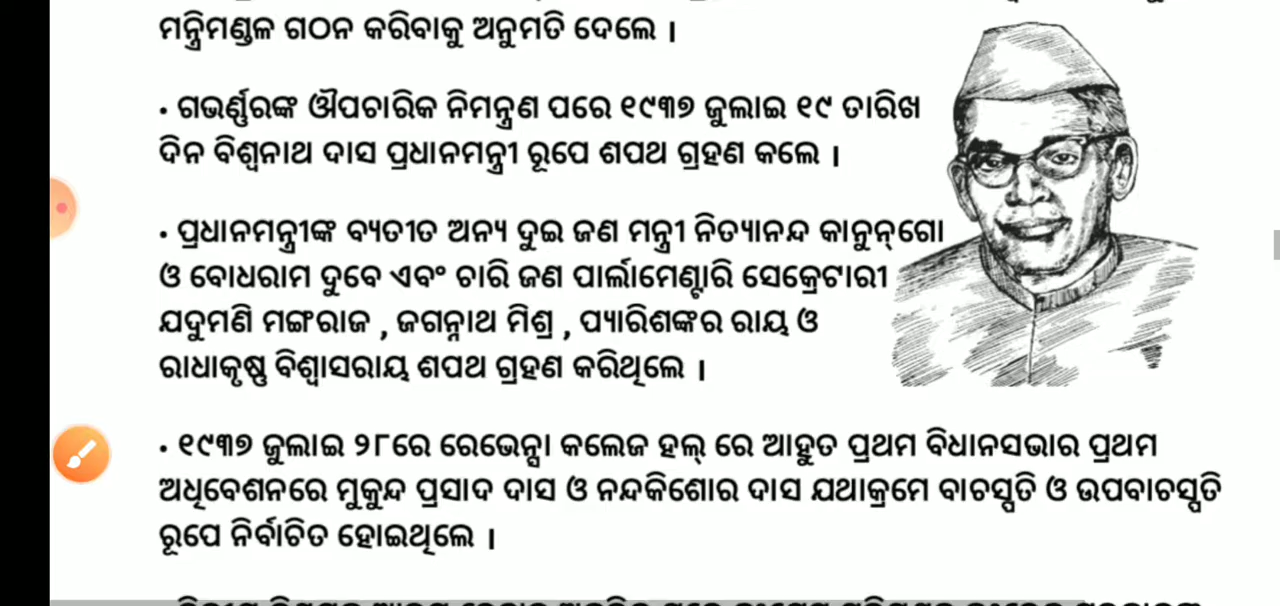 ମନ୍ତ୍ରିମଣ୍ଡଳ ଗଠନ କରିବାକୁ ଅନୁମତି ଦେଲେ ।
• ଗଭର୍ଣ୍ଣରଙ୍କ ଔପଚାରିକ ନିମନ୍ତ୍ରଣ ପରେ ୧୯୩୭ ଜୁଲାଇ ୧୯ ତାରିଖ
ଦିନ ବିଶ୍ୱନାଥ ଦାସ ପ୍ରଧାନମନ୍ତ୍ରୀ ରୂପେ ଶପଥ ଗ୍ରହଣ କଲେ ।
• ପ୍ରଧାନମନ୍ତ୍ରୀଙ୍କ ବ୍ୟତୀତ ଅନ୍ୟ ଦୁଇ ଜଣ ମନ୍ତ୍ରୀ ନିତ୍ୟାନନ୍ଦ କାନୁନ୍‌ଗୋ
ଓ ବୋଧରାମ ଦୁବେ ଏବଂ ଚାରି ଜଣ ପାର୍ଲାମେଣ୍ଟାରି ସେକ୍ରେଟାରୀ
ଯଦୁମଣି ମଙ୍ଗରାଜ , ଜଗନ୍ନାଥ ମିଶ୍ର , ପ୍ୟାରିଶଙ୍କର ରାୟ ଓ
ରାଧାକୃଷ୍ଣ ବିଶ୍ୱାସରାୟ ଶପଥ ଗ୍ରହଣ କରିଥିଲେ ।
• ୧୯୩୭ ଜୁଲାଇ ୨୮ରେ ରେଭେନ୍ସା କଲେଜ ହଲ୍ ରେ ଆହୁତ ପ୍ରଥମ ବିଧାନସଭାର ପ୍ରଥମ
ଅଧିବେଶନରେ ମୁକୁନ୍ଦ ପ୍ରସାଦ ଦାସ ଓ ନନ୍ଦକିଶୋର ଦାସ ଯଥାକ୍ରମେ ବାଚସ୍ପତି ଓ ଉପବାଚସ୍ପତି
ରୂପେ ନିର୍ବାଚିତ ହୋଇଥିଲେ ।